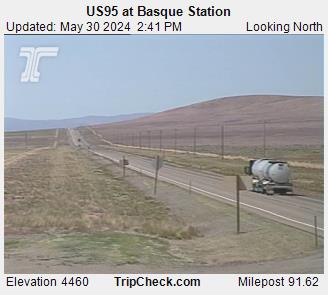 US95 at Basque Station
Updated: May 30 2024 2:41 PM Looking North
Elevation 4460 TripCheck.com Milepost 91.62